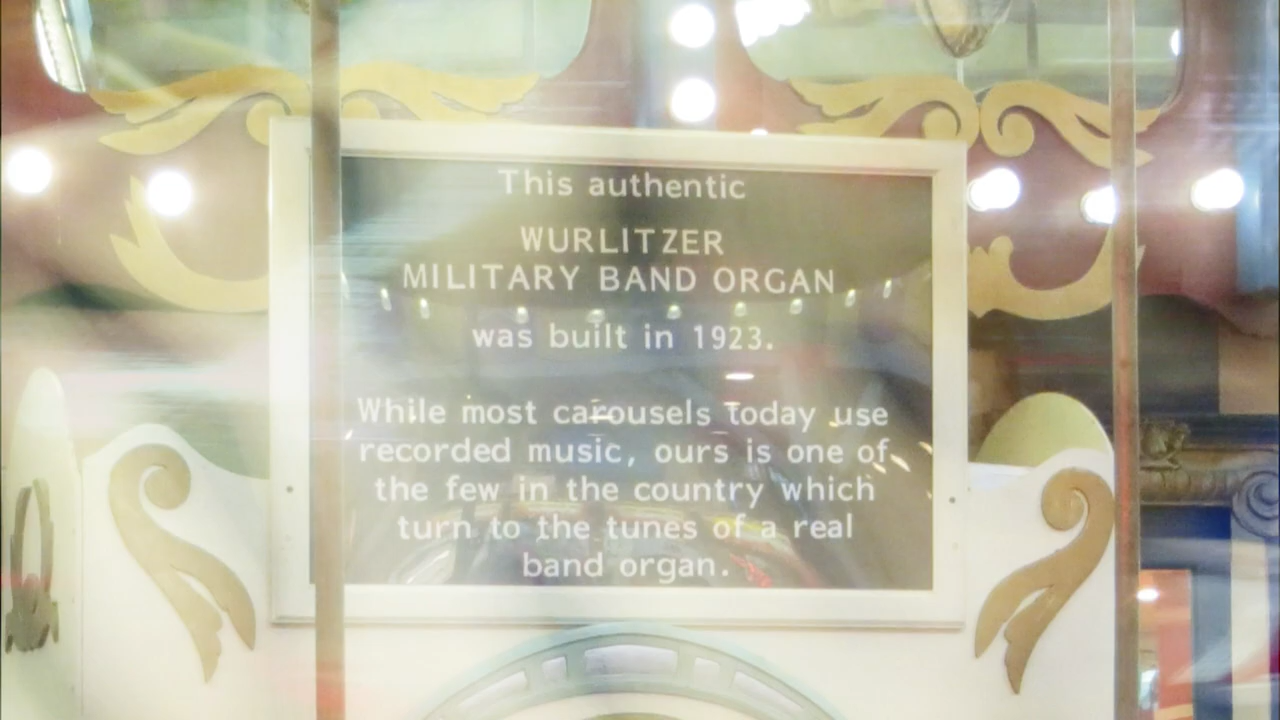 This authentic
WURLITZER
MILITARY BAND ORGAN
was built in 1923.
While most carousels today use
recorded music, ours is one of
the few in the country which
turn to the tunes of a real
band organ.